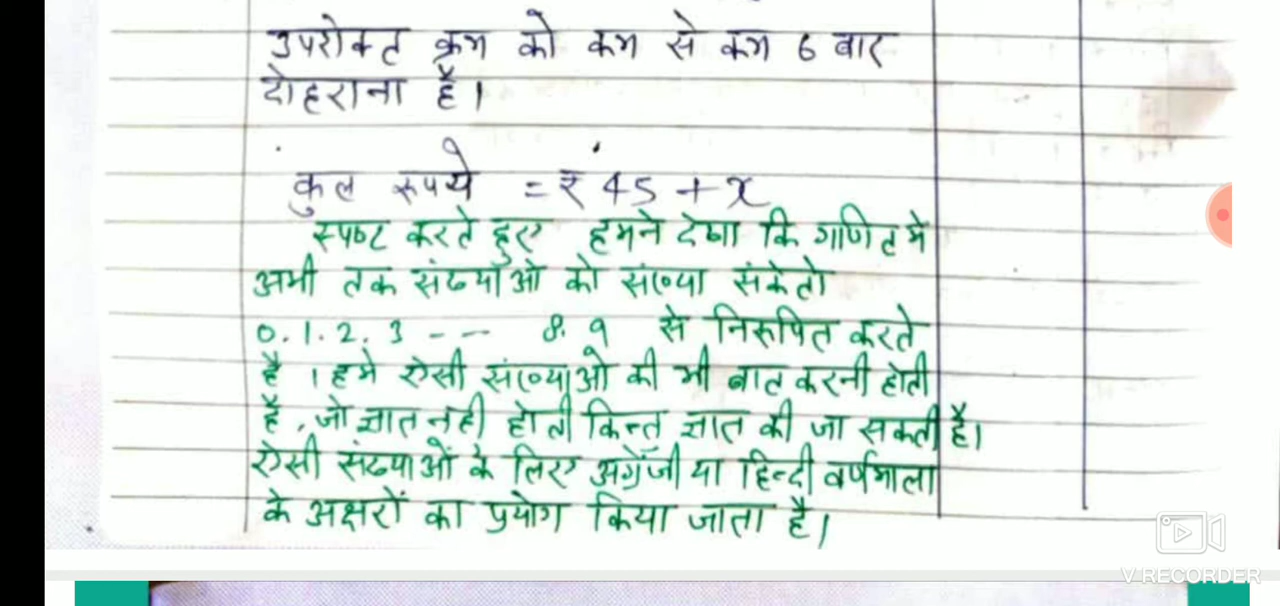 उपरोक्त क्रम को कम से कम 6 बार
दोहराना है।
कुल रुपये = ₹ 45 + x
स्पष्ट करते हुए हमने देखा कि गणित मे
अभी तक संख्याओ को संख्या संकेतो
0.1.2.3 -- -- 8.9 से निरूपित करते
है । हमे ऐसी संख्याओ की भी बात करनी होती
है, जो ज्ञात नही होती किन्त ज्ञात की जा सकती है।
ऐसी संख्याओं के लिए अग्रेंजी या हिन्दी वर्णमाला
के अक्षरों का प्रयोग किया जाता है।
V RECORDER